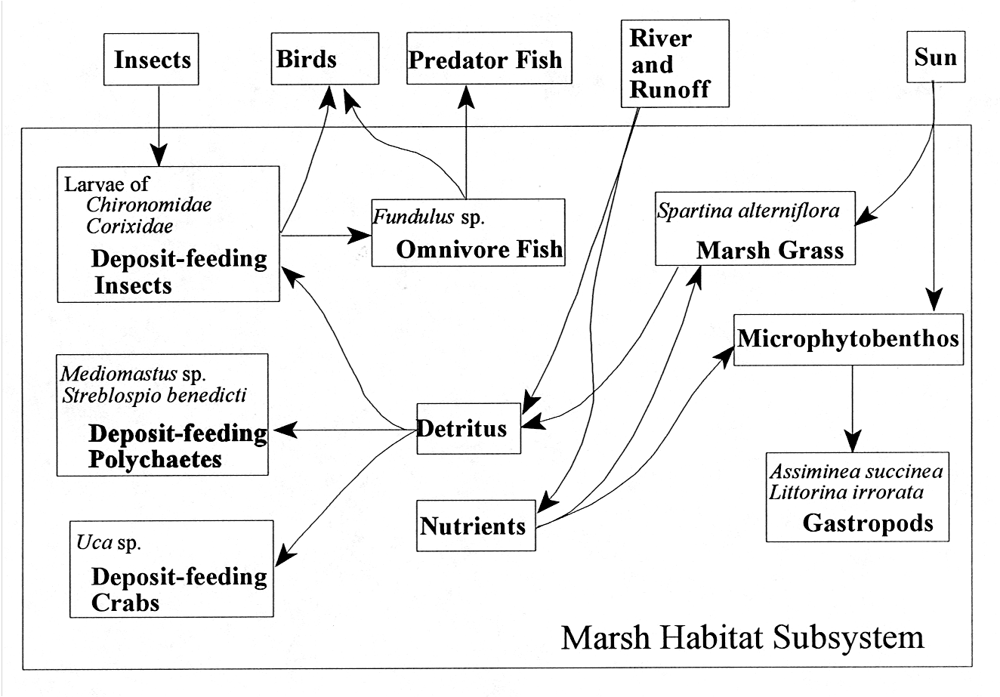 Insects
Birds
Predator Fish
River
and
Runoff
Sun
Larvae of
Chironomidae
Corixidae
Deposit-feeding
Insects
Fundulus sp.
Omnivore Fish
Spartina alterniflora
Marsh Grass
Microphytobenthos
Mediomastus sp.
Streblospio benedicti
Deposit-feeding
Polychaetes
Detritus
Nutrients
Assiminea succinea
Littorina irrorata
Gastropods
Uca sp.
Deposit-feeding
Crabs
Marsh Habitat Subsystem